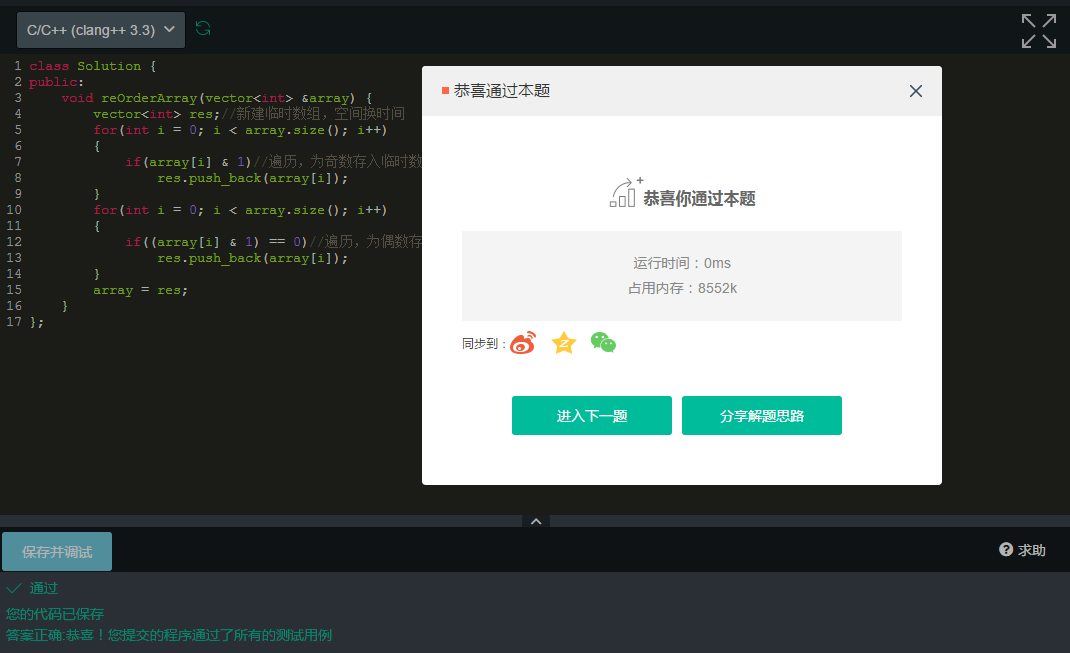 C/C++ (clang++ 3.3)
1 class Solution {
2 public:
3     void reOrderArray(vector<int> &array) {
4         vector<int> res;//新建临时数组，空间换时间
5         for(int i = 0; i < array.size(); i++)
6         {
7             if(array[i] & 1)//遍历，为奇数存入临时数
8                 res.push_back(array[i]);
9         }
10         for(int i = 0; i < array.size(); i++)
11         {
12             if((array[i] & 1) == 0)//遍历，为偶数存
13                 res.push_back(array[i]);
14         }
15         array = res;
16     }
17 };
恭喜通过本题
恭喜你通过本题
运行时间：0ms
占用内存：8552k
同步到：
进入下一题 分享解题思路
保存并调试
? 求助
通过
您的代码已保存
答案正确:恭喜！您提交的程序通过了所有的测试用例